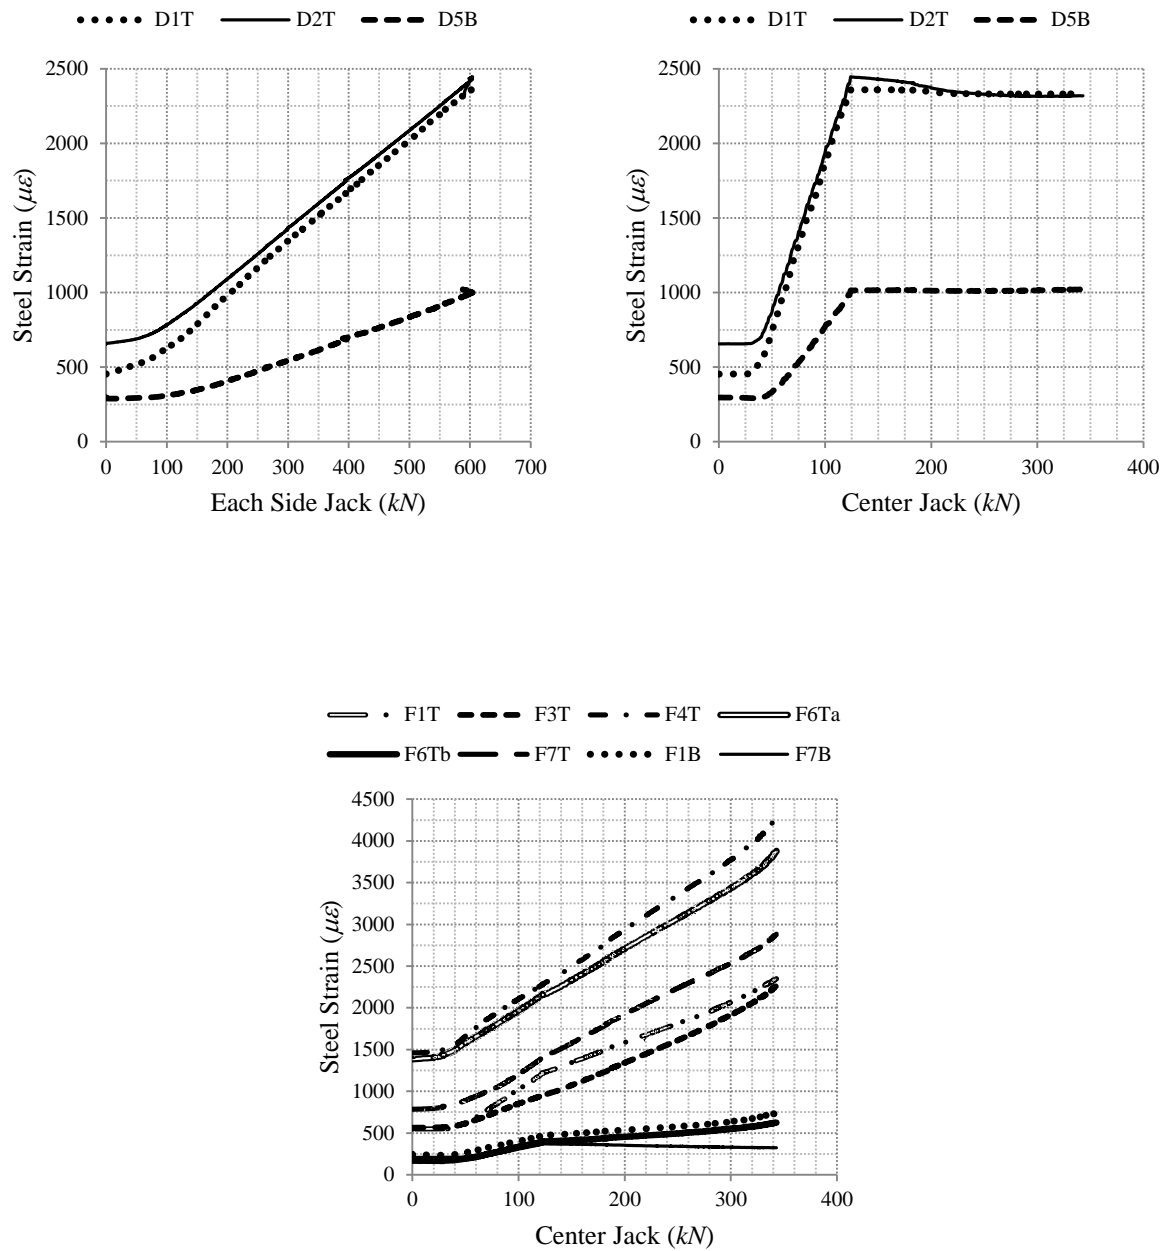 D1T D2T D5B
2500
2000
1500
1000
500
0
0 100 200 300 400 500 600 700
Steel Strain (με)
Each Side Jack (kN)
D1T D2T D5B
2500
2000
1500
1000
500
0
0 100 200 300 400
Steel Strain (με)
Center Jack (kN)
F1T F3T F4T F6Ta
F6Tb F7T F1B F7B
4500
4000
3500
3000
2500
2000
1500
1000
500
0
0 100 200 300 400
Steel Strain (με)
Center Jack (kN)